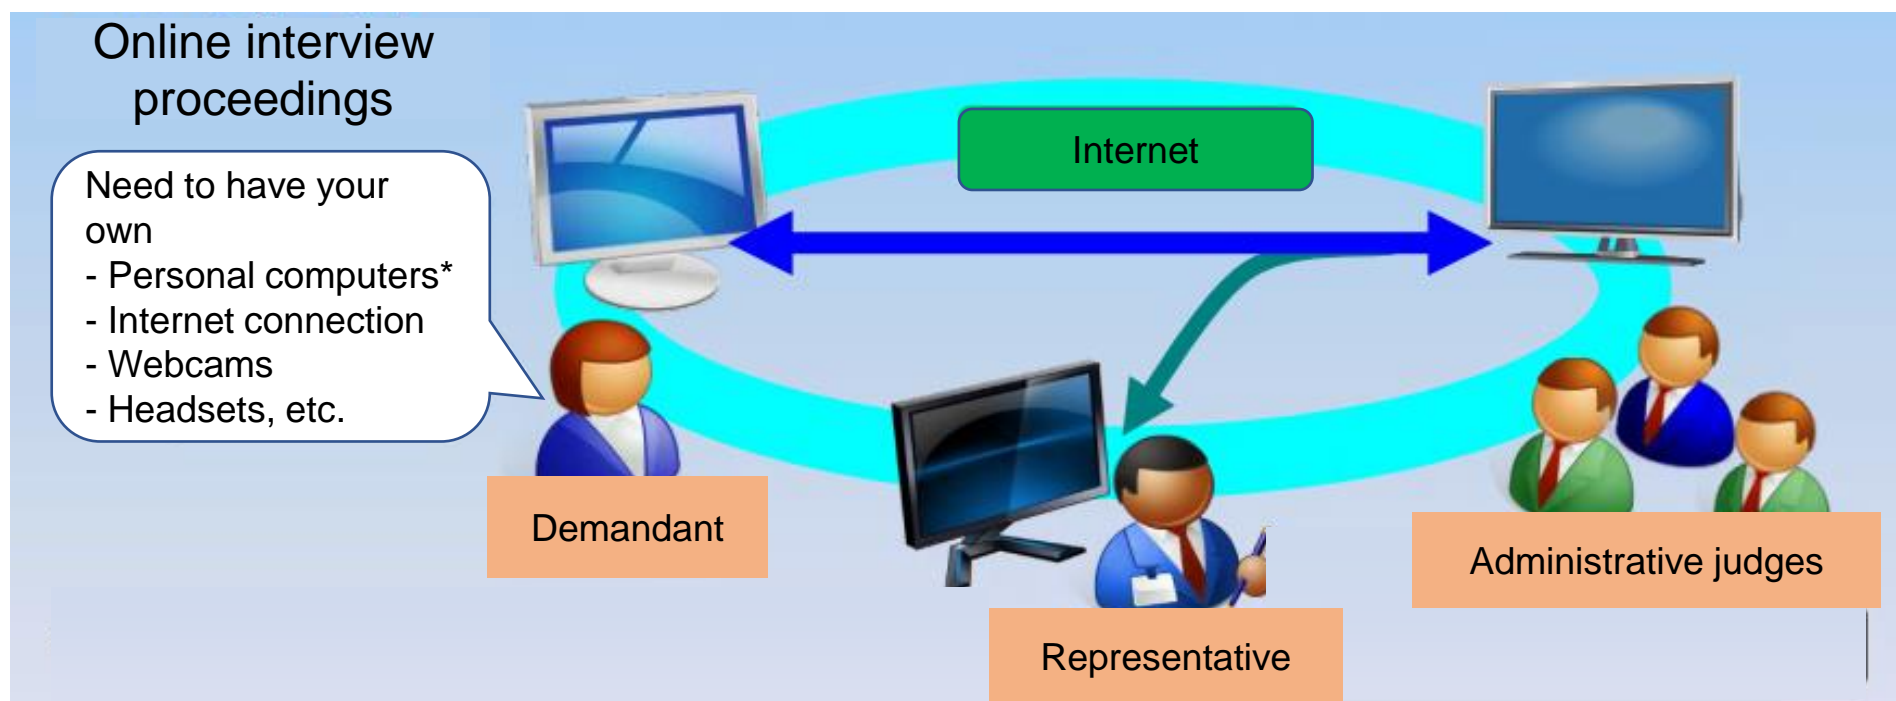 Online interview
proceedings
Need to have your
own
- Personal computers*
- Internet connection
- Webcams
- Headsets, etc.
Internet
Demandant
Representative
Administrative judges